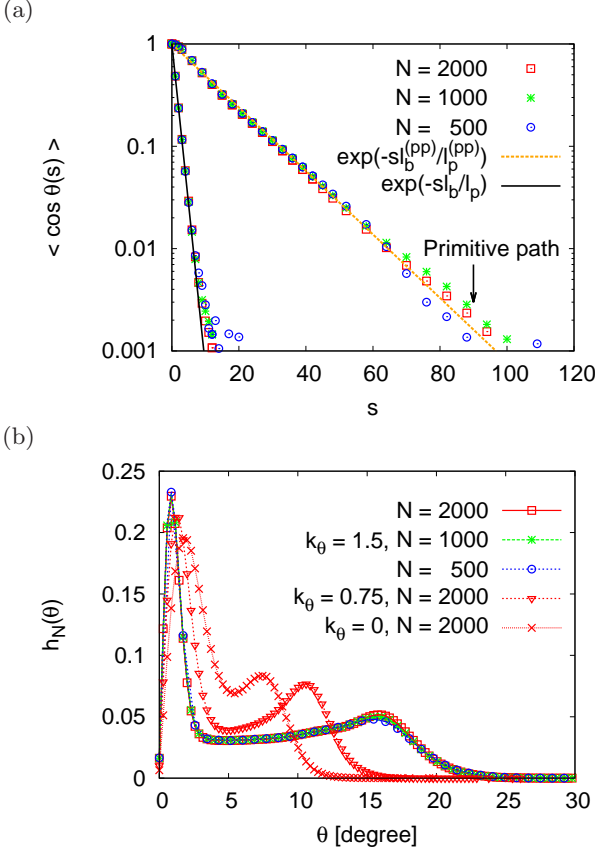 (a)
1
0.1
0.01
0.001
< cos θ(s) >
N = 2000
N = 1000
N = 500
exp(-sl_b^(pp)/l_p^(pp))
exp(-sl_b/l_p)
Primitive path
0 20 40 60 80 100 120
s
(b)
0.25
0.2
0.15
0.1
0.05
0
h_N(θ)
N = 2000
k_θ = 1.5, N = 1000
N = 500
k_θ = 0.75, N = 2000
k_θ = 0, N = 2000
0 5 10 15 20 25 30
θ [degree]